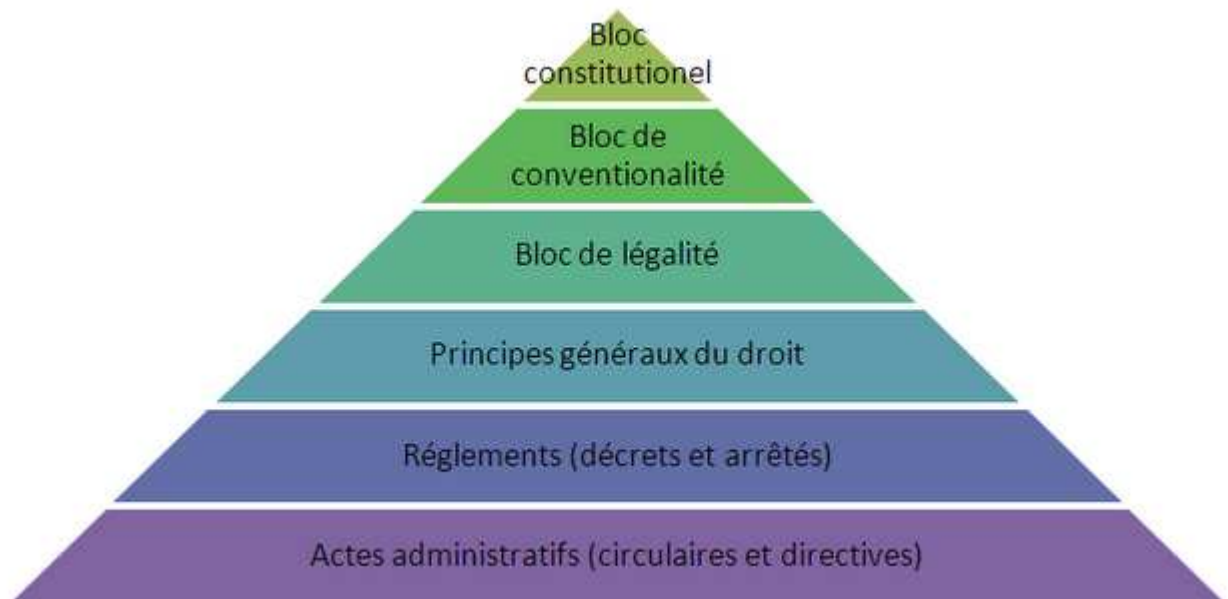 Bloc
constitutionel
Bloc de
conventionalité
Bloc de légalité
Principes généraux du droit
Réglements (décrets et arrêtés)
Actes administratifs (circulaires et directives)